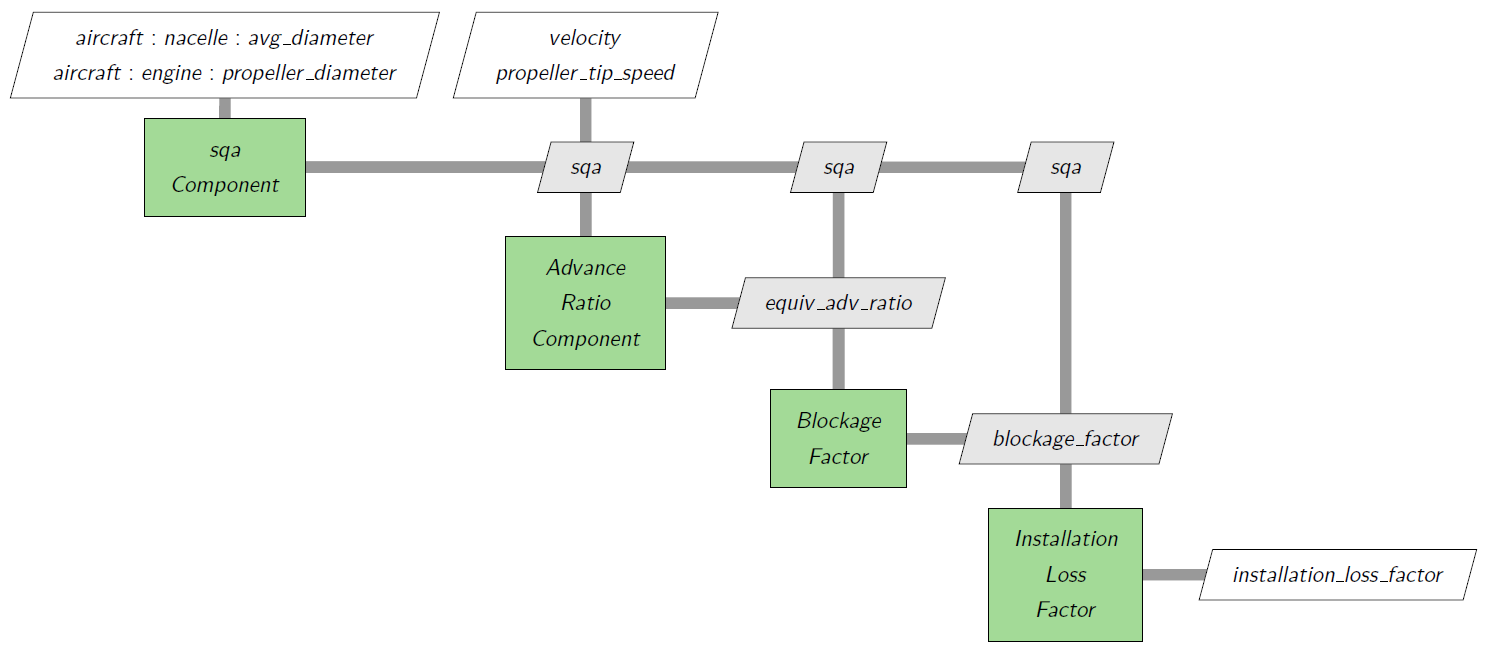 aircraft : nacelle : avg_diameter
aircraft : engine : propeller_diameter
velocity
propeller_tip_speed
sqa
Component
sqa
sqa
sqa
Advance
Ratio
Component
equiv_adv_ratio
Blockage
Factor
blockage_factor
Installation
Loss
Factor
installation_loss_factor